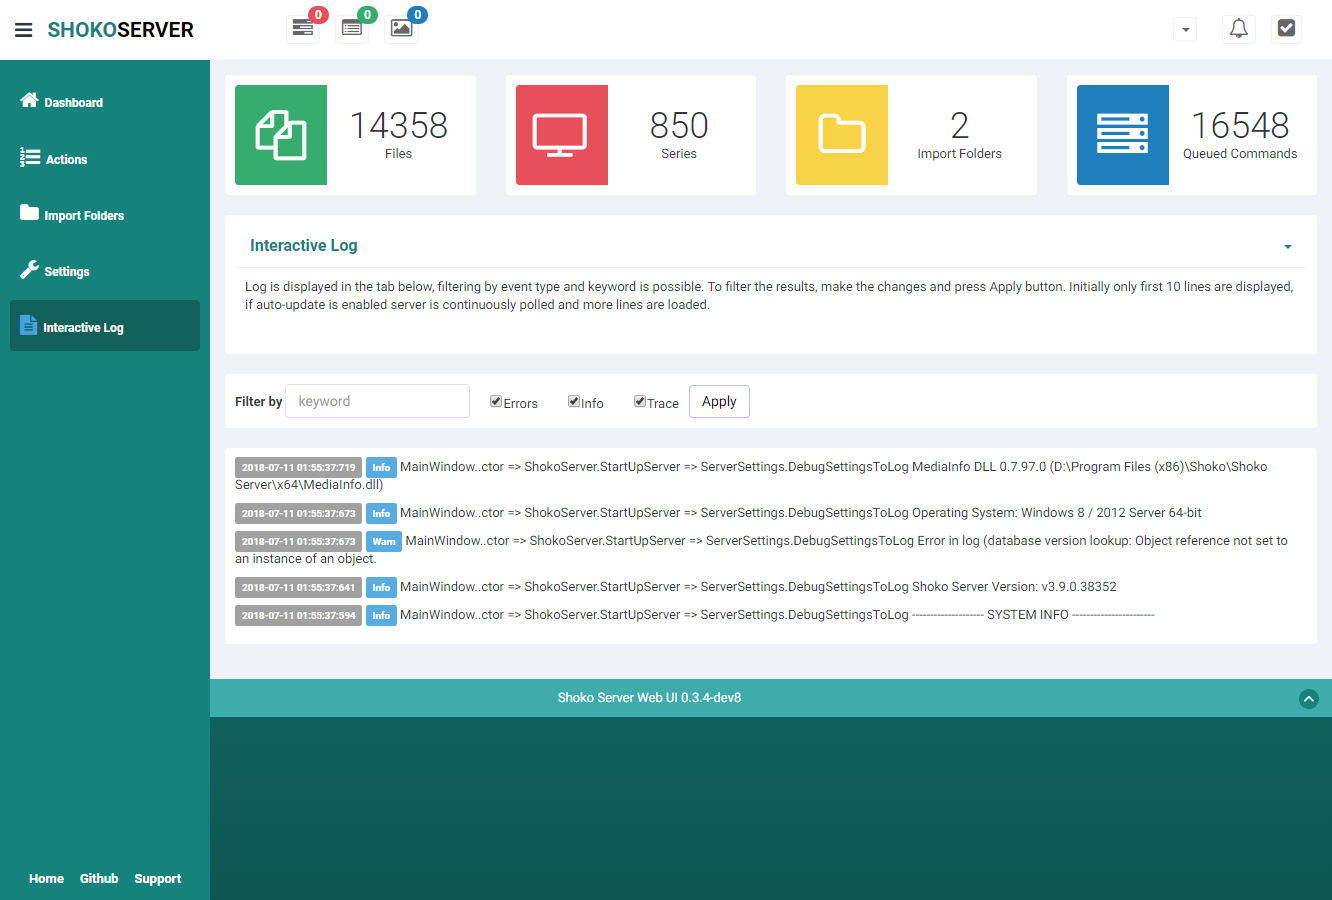 SHOKOSERVER
0
0
0
Dashboard
Actions
Import Folders
Settings
Interactive Log
Home Github Support
14358
Files
850
Series
2
Import Folders
16548
Queued Commands
Interactive Log
Log is displayed in the tab below, filtering by event type and keyword is possible. To filter the results, make the changes and press Apply button. Initially only first 10 lines are displayed,
if auto-update is enabled server is continuously polled and more lines are loaded.
Filter by keyword Errors Info Trace Apply
2018-07-11 01:55:37:719 Info MainWindow..ctor => ShokoServer.StartUpServer => ServerSettings.DebugSettingsToLog MediaInfo DLL 0.7.97.0 (D:\Program Files (x86)\Shoko\Shoko
Server\x64\MediaInfo.dll)
2018-07-11 01:55:37:673 Info MainWindow..ctor => ShokoServer.StartUpServer => ServerSettings.DebugSettingsToLog Operating System: Windows 8 / 2012 Server 64-bit
2018-07-11 01:55:37:673 Warn MainWindow..ctor => ShokoServer.StartUpServer => ServerSettings.DebugSettingsToLog Error in log (database version lookup: Object reference not set to
an instance of an object.
2018-07-11 01:55:37:641 Info MainWindow..ctor => ShokoServer.StartUpServer => ServerSettings.DebugSettingsToLog Shoko Server Version: v3.9.0.38352
2018-07-11 01:55:37:594 Info MainWindow..ctor => ShokoServer.StartUpServer => ServerSettings.DebugSettingsToLog -------------------- SYSTEM INFO -----------------------
Shoko Server Web UI 0.3.4-dev8